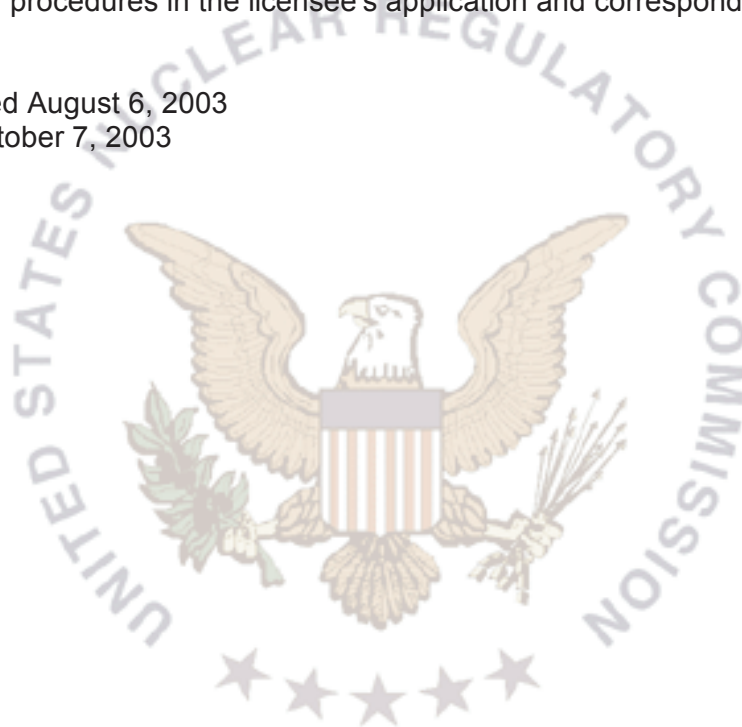 procedures in the licensee's application and correspond
ed August 6, 2003
tober 7, 2003
UNITED STATES NUCLEAR REGULATORY COMMISSION